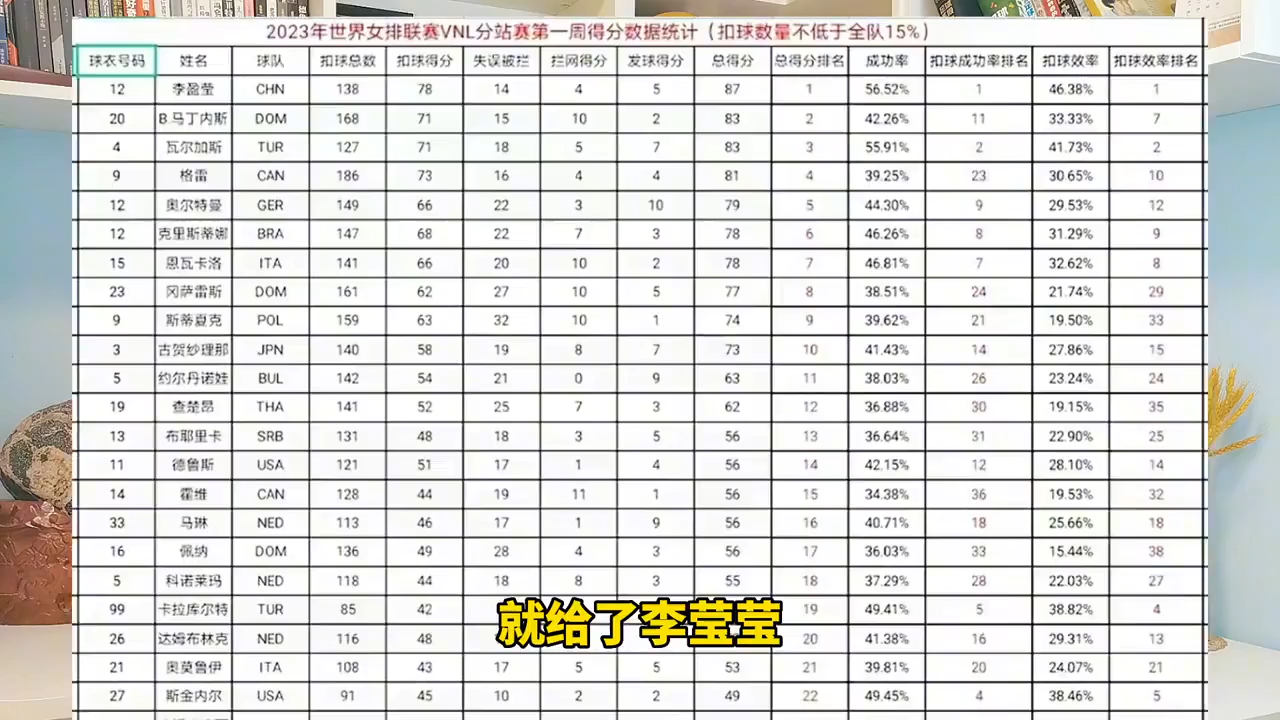 2023年世界女排联赛VNL分站赛第一周得分数据统计（扣球数量不低于全队15%）
球衣号码 姓名 球队 扣球总数 扣球得分 失误被拦 拦网得分 发球得分 总得分 总得分排名 成功率 扣球成功率排名 扣球效率 扣球效率排名
12 李盈莹 CHN 138 78 14 4 5 87 1 56.52% 1 46.38% 1
20 B.马丁内斯 DOM 168 71 15 10 2 83 2 42.26% 11 33.33% 7
4 瓦尔加斯 TUR 127 71 18 5 7 83 3 55.91% 2 41.73% 2
9 格雷 CAN 186 73 16 4 4 81 4 39.25% 23 30.65% 10
12 奥尔特曼 GER 149 66 22 3 10 79 5 44.30% 9 29.53% 12
12 克里斯蒂娜 BRA 147 68 22 7 3 78 6 46.26% 8 31.29% 9
15 恩瓦卡洛 ITA 141 66 20 10 2 78 7 46.81% 7 32.62% 8
23 冈萨雷斯 DOM 161 62 27 10 5 77 8 38.51% 24 21.74% 29
9 斯蒂夏克 POL 159 63 32 10 1 74 9 39.62% 21 19.50% 33
3 古贺纱理那 JPN 140 58 19 8 7 73 10 41.43% 14 27.86% 15
5 约尔丹诺娃 BUL 142 54 21 0 9 63 11 38.03% 26 23.24% 24
19 查楚昂 THA 141 52 25 7 3 62 12 36.88% 30 19.15% 35
13 布耶里卡 SRB 131 48 18 3 5 56 13 36.64% 31 22.90% 25
11 德鲁斯 USA 121 51 17 1 4 56 14 42.15% 12 28.10% 14
14 霍维 CAN 128 44 19 11 1 56 15 34.38% 36 19.53% 32
33 马琳 NED 113 46 17 1 9 56 16 40.71% 18 25.66% 18
16 佩纳 DOM 136 49 28 4 3 56 17 36.03% 33 15.44% 38
5 科诺莱玛 NED 118 44 18 8 3 55 18 37.29% 28 22.03% 27
99 卡拉库尔特 TUR 85 42 19 49.41% 5 38.82% 4
就给了李莹莹
26 达姆布林克 NED 116 48 20 41.38% 16 29.31% 13
21 奥莫鲁伊 ITA 108 43 17 5 5 53 21 39.81% 20 24.07% 21
27 斯金内尔 USA 91 45 10 2 2 49 22 49.45% 4 38.46% 5